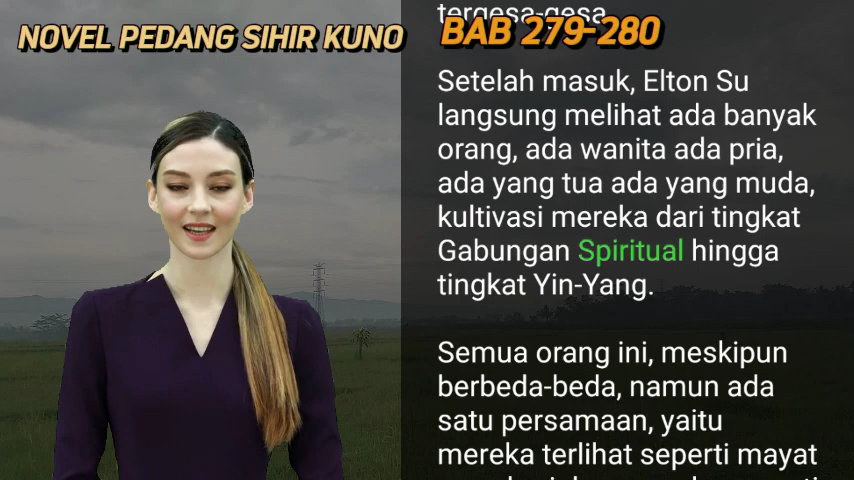 tergesa-gesa
NOVEL PEDANG SIHIR KUNO
BAB 279-280
Setelah masuk, Elton Su
langsung melihat ada banyak
orang, ada wanita ada pria,
ada yang tua ada yang muda,
kultivasi mereka dari tingkat
Gabungan Spiritual hingga
tingkat Yin-Yang.
Semua orang ini, meskipun
berbeda-beda, namun ada
satu persamaan, yaitu
mereka terlihat seperti mayat